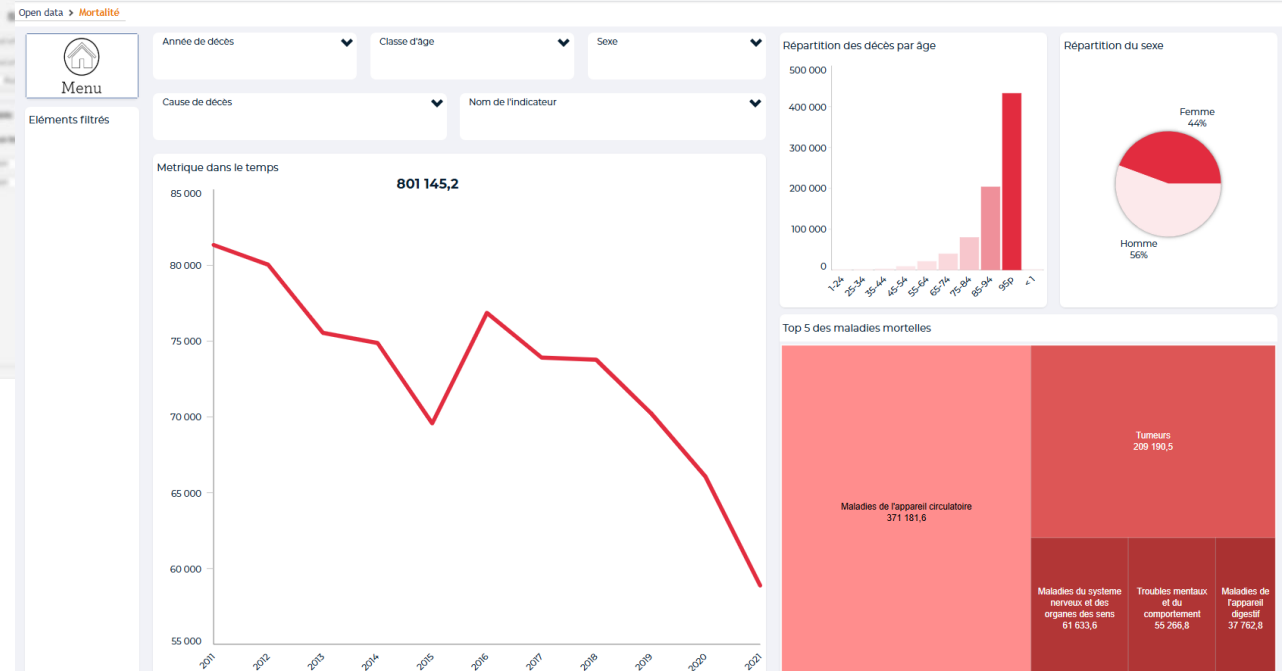 Open data > Mortalité
Menu
Eléments filtrés
Année de décès
Classe d'âge
Sexe
Cause de décès
Nom de l'indicateur
Metrique dans le temps
801 145,2
85 000
80 000
75 000
70 000
65 000
60 000
55 000
2011
2012
2013
2014
2015
2016
2017
2018
2019
2020
2021
Répartition des décès par âge
500 000
400 000
300 000
200 000
100 000
0
1-24
25-34
35-44
45-54
55-64
65-74
75-84
85-94
95p
<1
Répartition du sexe
Femme
44%
Homme
56%
Top 5 des maladies mortelles
Maladies de l'appareil circulatoire
371 181,6
Tumeurs
209 190,5
Maladies du systeme
nerveux et des
organes des sens
61 633,6
Troubles mentaux
et du
comportement
55 266,8
Maladies de
l'appareil
digestif
37 762,8